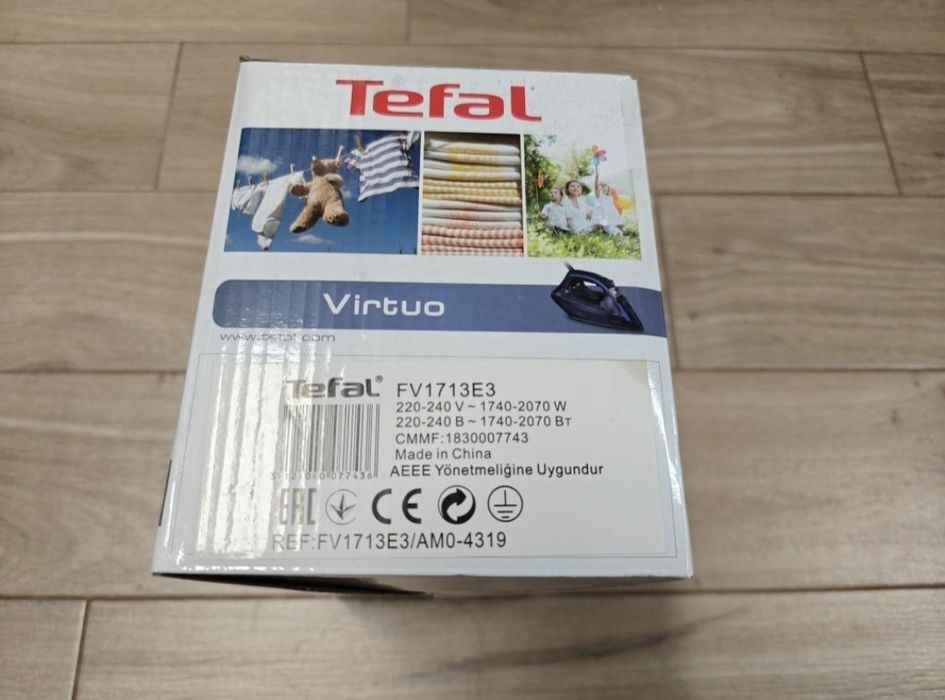 Tefal
Virtuo
www.tefal.com
Tefal® FV1713E3
220-240 V ~ 1740-2070 W
220-240 В ~ 1740-2070 Вт
CMMF:1830007743
Made in China
AEEE Yönetmeliğine Uygundur
EAC CE
REF:FV1713E3/AM0-4319